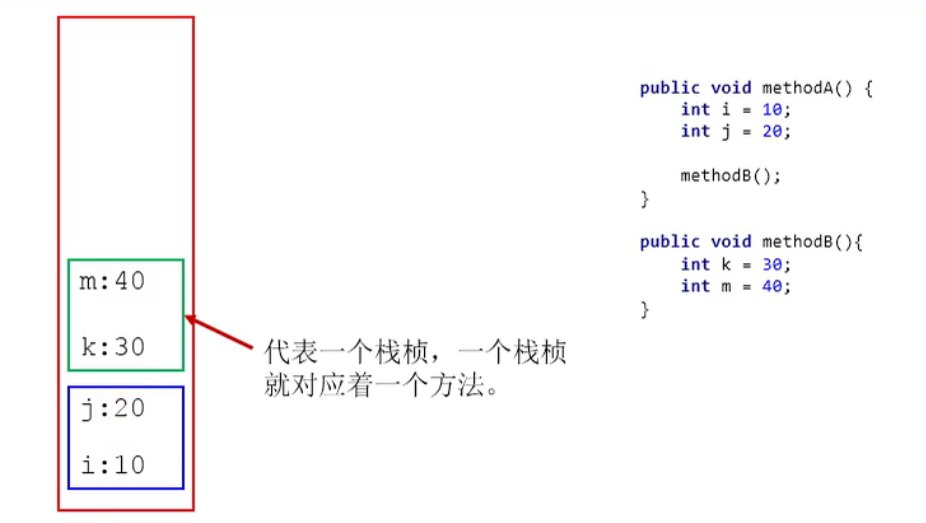 m:40
k:30
j:20
i:10
代表一个栈桢，一个栈桢
就对应着一个方法。
public void methodA() {
    int i = 10;
    int j = 20;
    methodB();
}
public void methodB(){
    int k = 30;
    int m = 40;
}